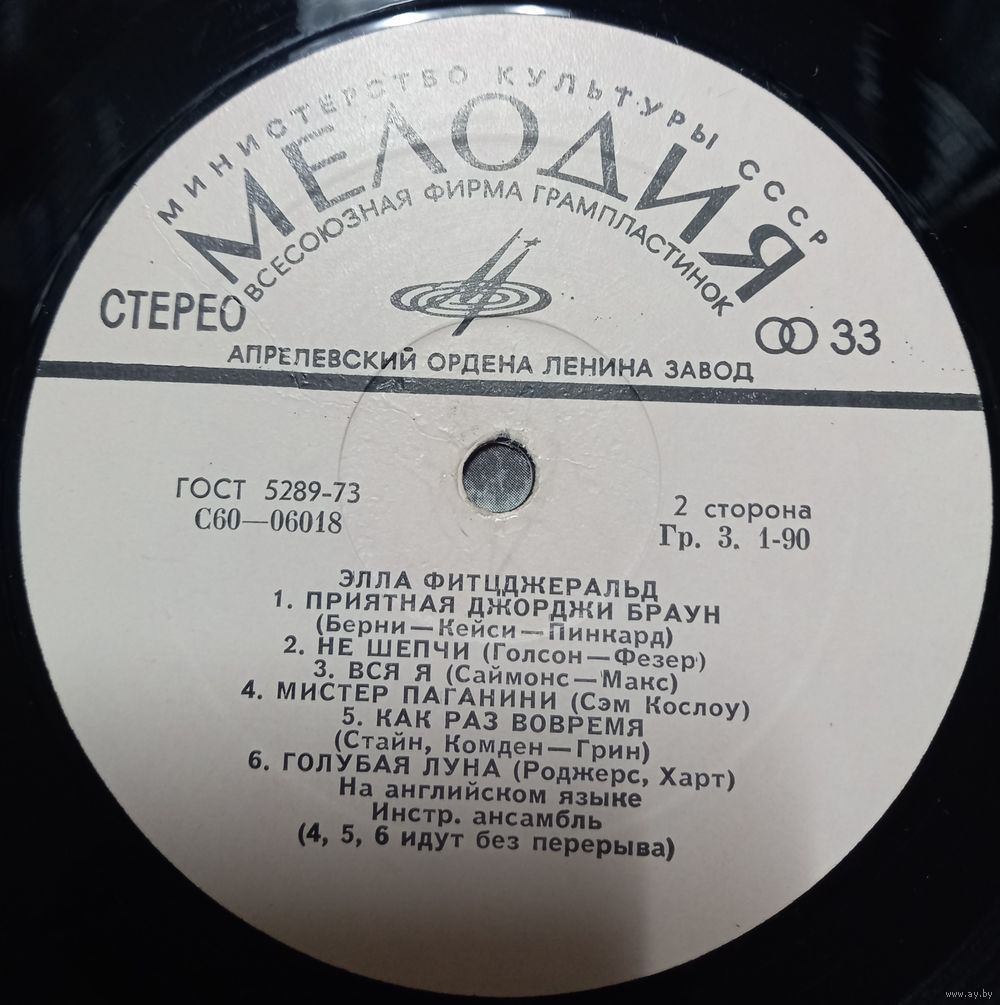 МИНИСТЕРСТВО КУЛЬТУРЫ СССР
МЕЛОДИЯ
ВСЕСОЮЗНАЯ ФИРМА ГРАМПЛАСТИНОК
СТЕРЕО
33
АПРЕЛЕВСКИЙ ОРДЕНА ЛЕНИНА ЗАВОД
ГОСТ 5289-73
С60—06018
2 сторона
Гр. 3. 1-90
ЭЛЛА ФИТЦДЖЕРАЛЬД
1. ПРИЯТНАЯ ДЖОРДЖИ БРАУН
(Берни—Кейси—Пинкард)
2. НЕ ШЕПЧИ (Голсон—Фезер)
3. ВСЯ Я (Саймонс—Макс)
4. МИСТЕР ПАГАНИНИ (Сэм Кослоу)
5. КАК РАЗ ВОВРЕМЯ
(Стайн, Комден—Грин)
6. ГОЛУБАЯ ЛУНА (Роджерс, Харт)
На английском языке
Инстр. ансамбль
(4, 5, 6 идут без перерыва)
www.ay.by